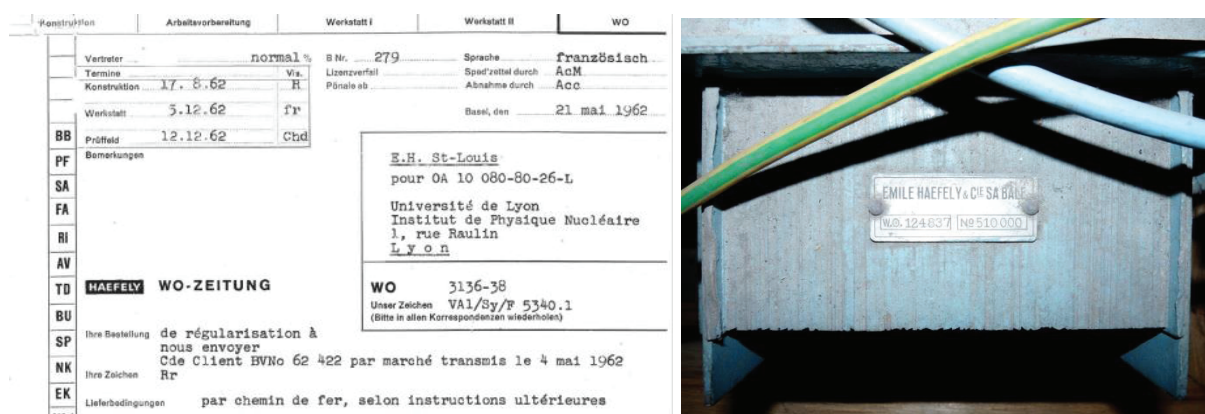 Konstruktion Arbeitsvorbereitung Werkstatt I Werkstatt II WO
Vertreter normal % B Nr. 279 Sprache französisch
Termine Vis. Lizenzverfall Sped'zettel durch AcM
Konstruktion 17. 8.62 H Pönale ab Abnahme durch Acc
Werkstatt 3.12.62 fr Basel, den 21 mai 1962
Prüffeld 12.12.62 Chd
Bemerkungen
BB
PF
SA
FA
RI
AV
TD
BU
SP
NK
EK
E.H. St-Louis
pour OA 10 080-80-26-L
Université de Lyon
Institut de Physique Nucléaire
1, rue Raulin
Lyon
HAEFELY WO-ZEITUNG
WO 3136-38
Unser Zeichen VA1/Sy/F 5340.1
(Bitte in allen Korrespondenzen wiederholen)
Ihre Bestellung de régularisation à
nous envoyer
Cde Client BVNo 62 422 par marché transmis le 4 mai 1962
Ihre Zeichen Rr
Lieferbedingungen par chemin de fer, selon instructions ultérieures
EMILE HAEFELY & CIE SA BALE
W.O. 124837 No 510000